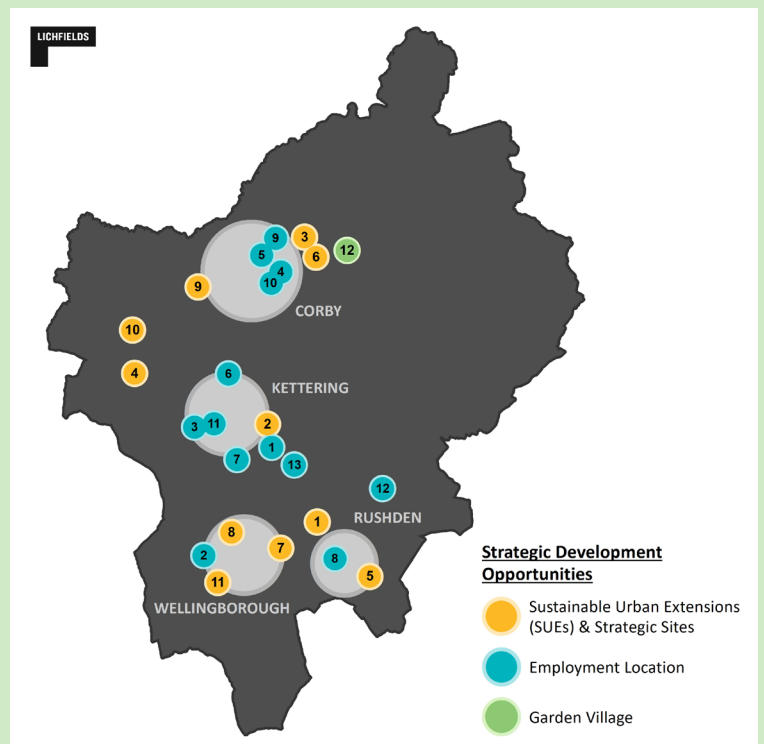 LICHFIELDS
9
3
5
6
12
4
10
9
CORBY
10
4
6
KETTERING
3
11
2
1
7
13
12
1
RUSHDEN
8
7
2
8
11
5
WELLINGBOROUGH
Strategic Development
Opportunities
Sustainable Urban Extensions
(SUEs) & Strategic Sites
Employment Location
Garden Village